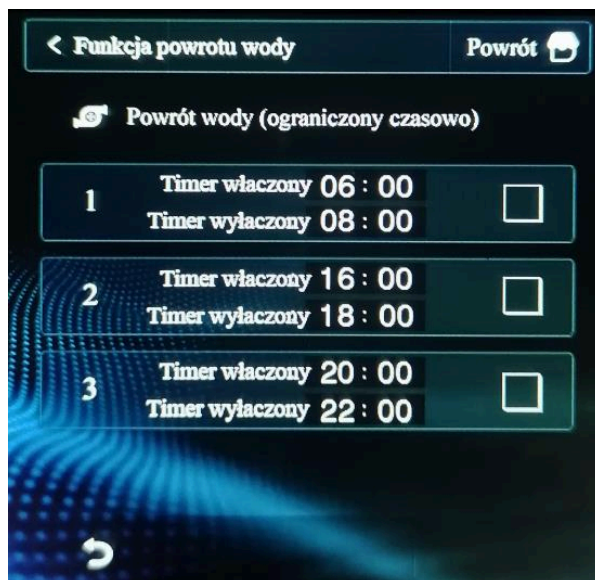 < Funkcja powrotu wody Powrót
Powrót wody (ograniczony czasowo)
1
Timer właczony 06 : 00
Timer wyłaczony 08 : 00
2
Timer właczony 16 : 00
Timer wyłaczony 18 : 00
3
Timer właczony 20 : 00
Timer wyłaczony 22 : 00